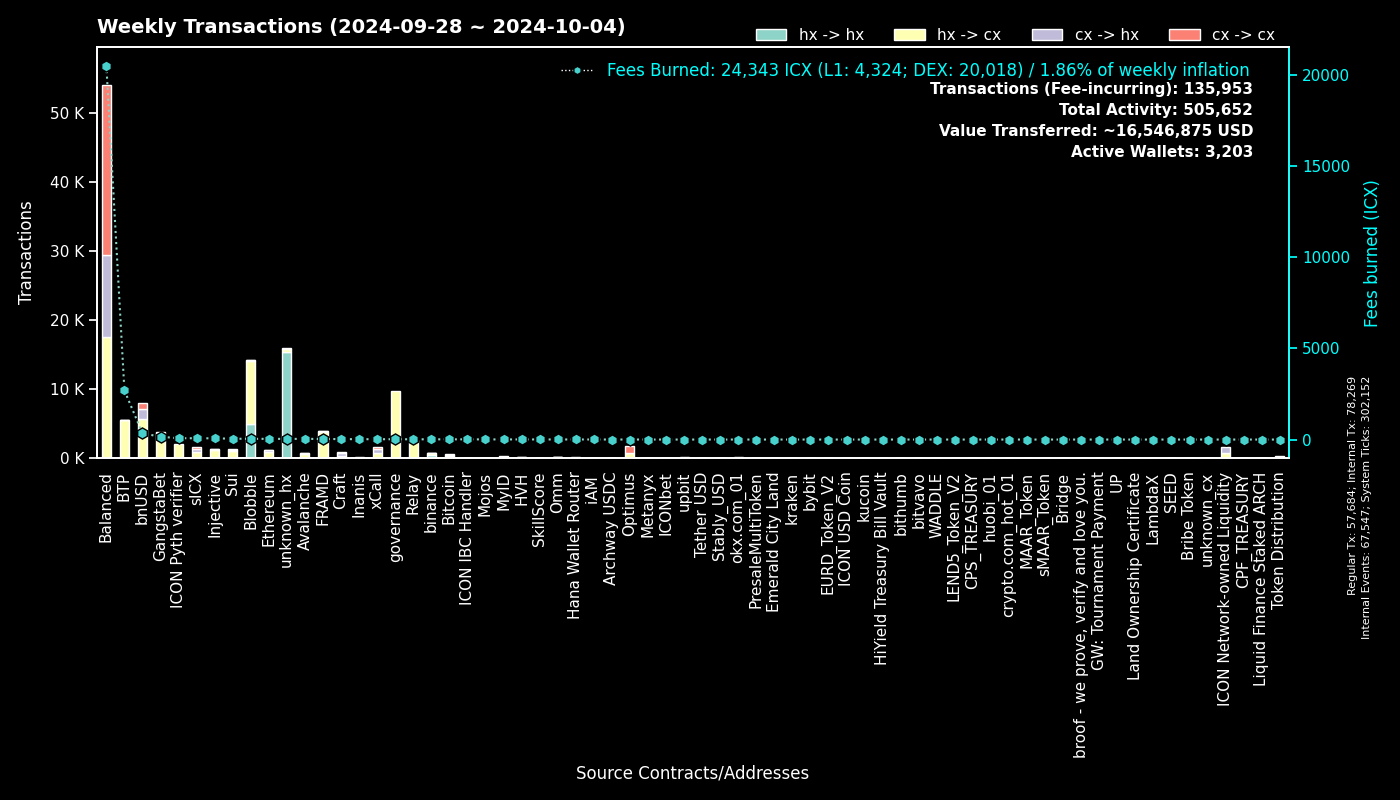 Weekly Transactions (2024-09-28 ~ 2024-10-04)
hx -> hx
hx -> cx
cx -> hx
cx -> cx
Fees Burned: 24,343 ICX (L1: 4,324; DEX: 20,018) / 1.86% of weekly inflation
Transactions (Fee-incurring): 135,953
Total Activity: 505,652
Value Transferred: ~16,546,875 USD
Active Wallets: 3,203
Transactions
50 K
40 K
30 K
20 K
10 K
0 K
20000
15000
10000
5000
0
Fees burned (ICX)
Regular Tx: 57,684; Internal Tx: 78,269
Internal Events: 67,547; System Ticks: 302,152
Balanced
BTP
bnUSD
GangstaBet
ICON Pyth verifier
sICX
Injective
Sui
Blobble
Ethereum
unknown_hx
Avalanche
FRAMD
Craft
Inanis
xCall
governance
Relay
binance
Bitcoin
ICON IBC Handler
Mojos
MyID
HVH
SkillScore
Omm
Hana Wallet Router
iAM
Archway USDC
Optimus
Metanyx
ICONbet
upbit
Tether_USD
Stably_USD
okx.com_01
PresaleMultiToken
Emerald City Land
kraken
bybit
EURD_Token_V2
ICON_USD_Coin
kucoin
HiYield Treasury Bill Vault
bithumb
bitvavo
WADDLE
LEND5_Token_V2
CPS_TREASURY
huobi_01
crypto.com_hot_01
MAAR_Token
sMAAR_Token
Bridge
broof - we prove, verify and love you.
GW: Tournament Payment
UP
Land Ownership Certificate
LambdaX
SEED
Bribe Token
unknown_cx
ICON Network-owned Liquidity
CPF_TREASURY
Liquid Finance Staked ARCH
Token Distribution
Source Contracts/Addresses